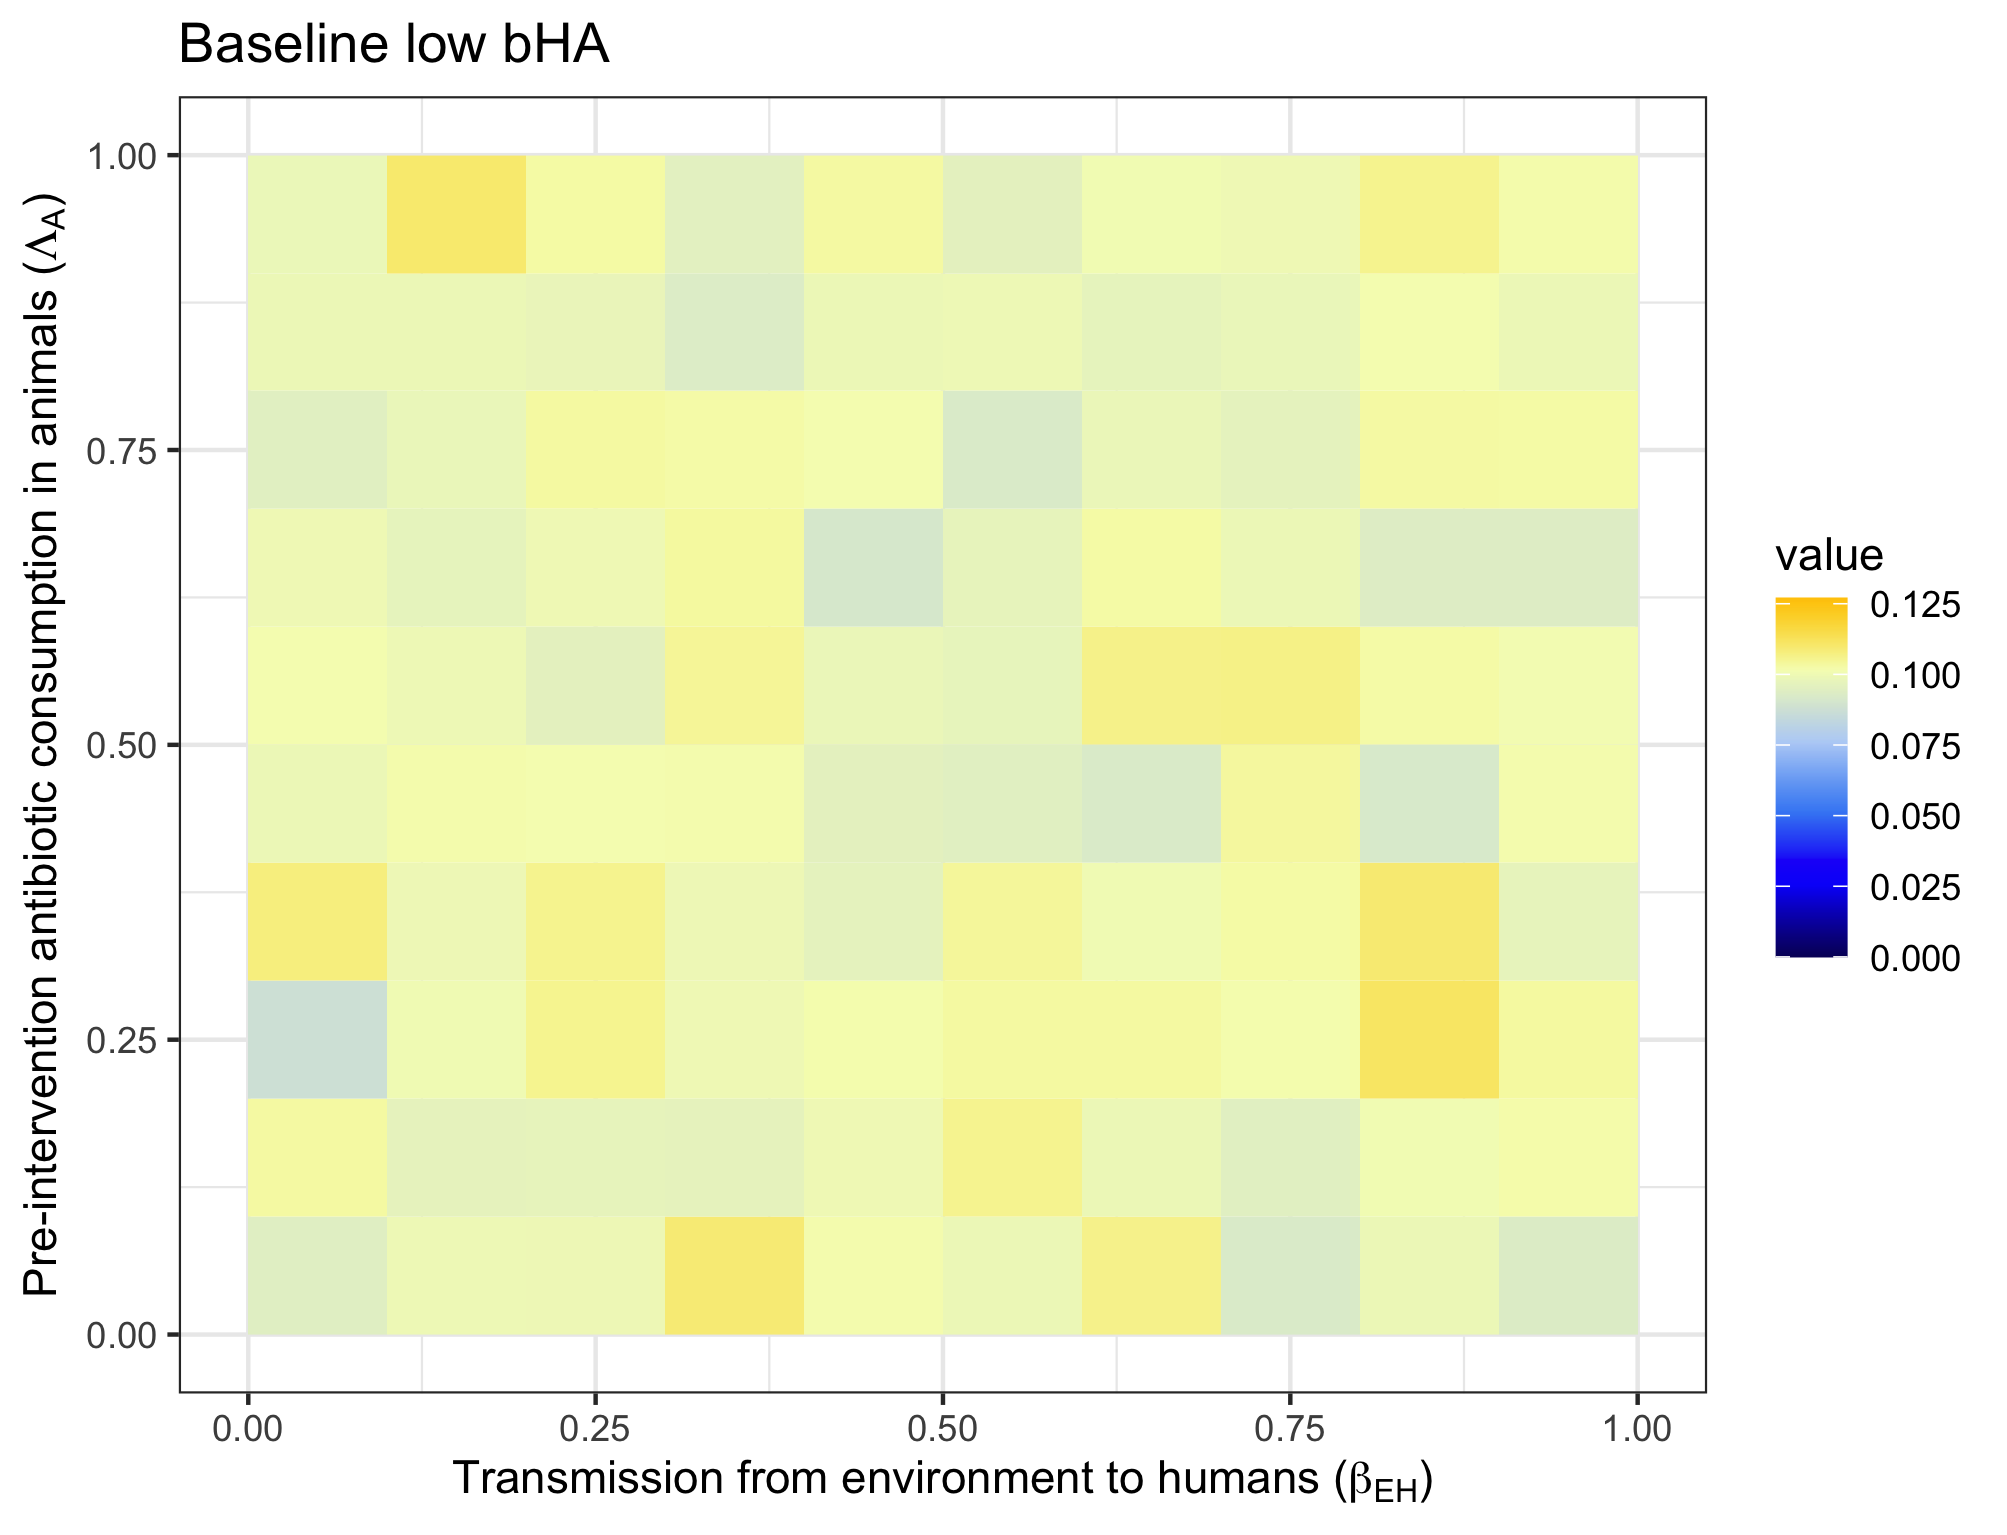 Baseline low bHA
Pre-intervention antibiotic consumption in animals (Λ_A)
1.00
0.75
0.50
0.25
0.00
0.00 0.25 0.50 0.75 1.00
Transmission from environment to humans (β_EH)
value
0.125
0.100
0.075
0.050
0.025
0.000